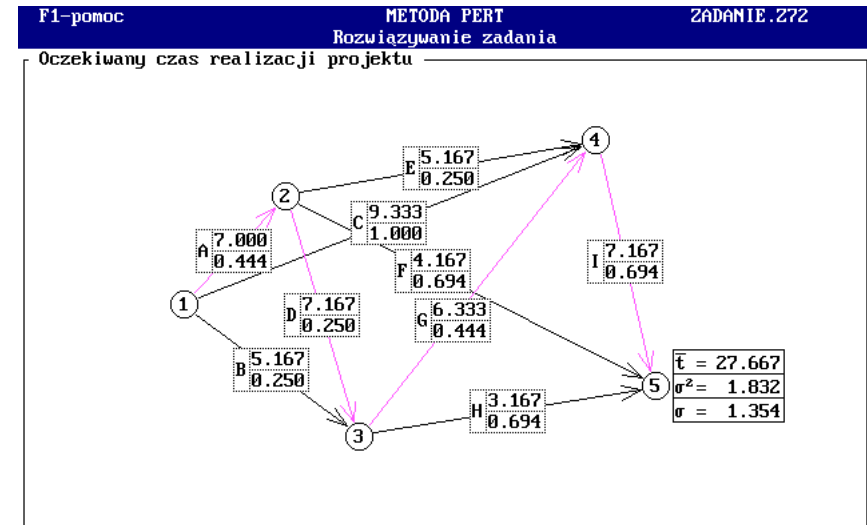 F1-pomoc METODA PERT ZADANIE.Z72
Rozwiązywanie zadania
Oczekiwany czas realizacji projektu
4
E 5.167
0.250
2
C 9.333
1.000
A 7.000
0.444
F 4.167
0.694
I 7.167
0.694
1
D 7.167
0.250
G 6.333
0.444
B 5.167
0.250
5
t̅ = 27.667
σ²= 1.832
σ = 1.354
H 3.167
0.694
3